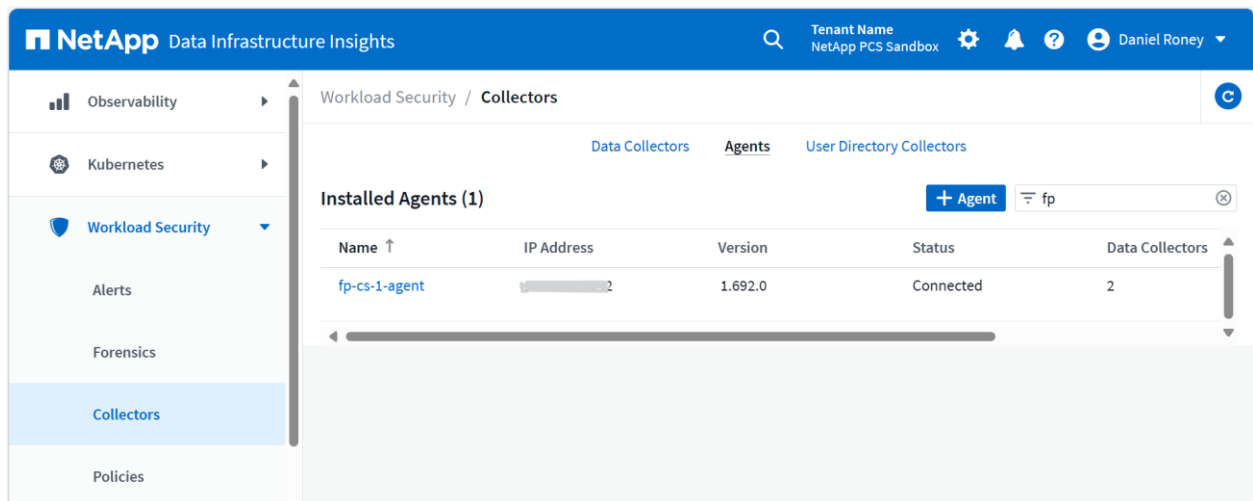 NetApp Data Infrastructure Insights
Tenant Name
NetApp PCS Sandbox
Daniel Roney
Observability
Kubernetes
Workload Security
Alerts
Forensics
Collectors
Policies
Workload Security / Collectors
Data Collectors Agents User Directory Collectors
Installed Agents (1)
+ Agent
fp
Name ↑ IP Address Version Status Data Collectors
fp-cs-1-agent 1.692.0 Connected 2